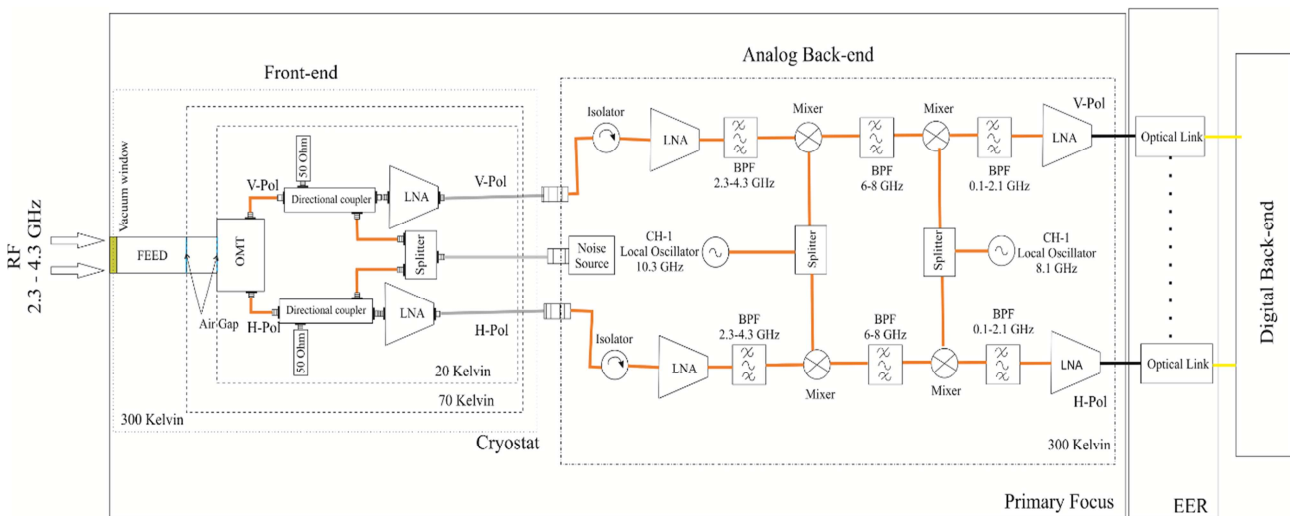 Front-end
Analog Back-end
Vacuum window
RF
2.3 - 4.3 GHz
FEED
Air-Gap
OMT
V-Pol
50 Ohm
Directional coupler
LNA
V-Pol
Splitter
H-Pol
Directional coupler
50 Ohm
LNA
H-Pol
20 Kelvin
70 Kelvin
300 Kelvin
Cryostat
Isolator
LNA
BPF
2.3-4.3 GHz
Mixer
BPF
6-8 GHz
Mixer
BPF
0.1-2.1 GHz
LNA
V-Pol
Noise
Source
CH-1
Local Oscillator
10.3 GHz
Splitter
Splitter
CH-1
Local Oscillator
8.1 GHz
Isolator
LNA
BPF
2.3-4.3 GHz
Mixer
BPF
6-8 GHz
Mixer
BPF
0.1-2.1 GHz
LNA
H-Pol
300 Kelvin
Primary Focus
Optical Link
Optical Link
EER
Digital Back-end